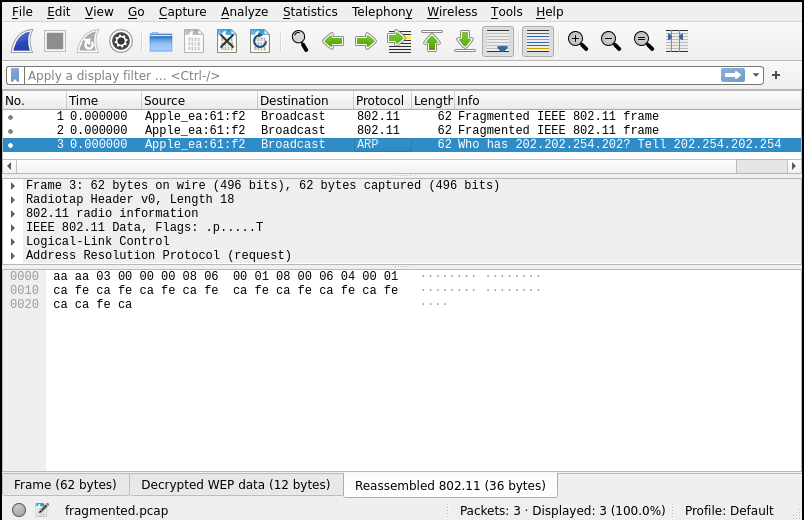 File Edit View Go Capture Analyze Statistics Telephony Wireless Tools Help
Apply a display filter ... <Ctrl-/>
No. Time Source Destination Protocol Length Info
1 0.000000 Apple_ea:61:f2 Broadcast 802.11 62 Fragmented IEEE 802.11 frame
2 0.000000 Apple_ea:61:f2 Broadcast 802.11 62 Fragmented IEEE 802.11 frame
3 0.000000 Apple_ea:61:f2 Broadcast ARP 62 Who has 202.202.254.202? Tell 202.254.202.254
Frame 3: 62 bytes on wire (496 bits), 62 bytes captured (496 bits)
Radiotap Header v0, Length 18
802.11 radio information
IEEE 802.11 Data, Flags: .p.....T
Logical-Link Control
Address Resolution Protocol (request)
0000 aa aa 03 00 00 00 08 06 00 01 08 00 06 04 00 01 ········ ········
0010 ca fe ca fe ca fe ca fe ca fe ca fe ca fe ca fe ········ ········
0020 ca ca fe ca ····
Frame (62 bytes) Decrypted WEP data (12 bytes) Reassembled 802.11 (36 bytes)
fragmented.pcap Packets: 3 · Displayed: 3 (100.0%) Profile: Default